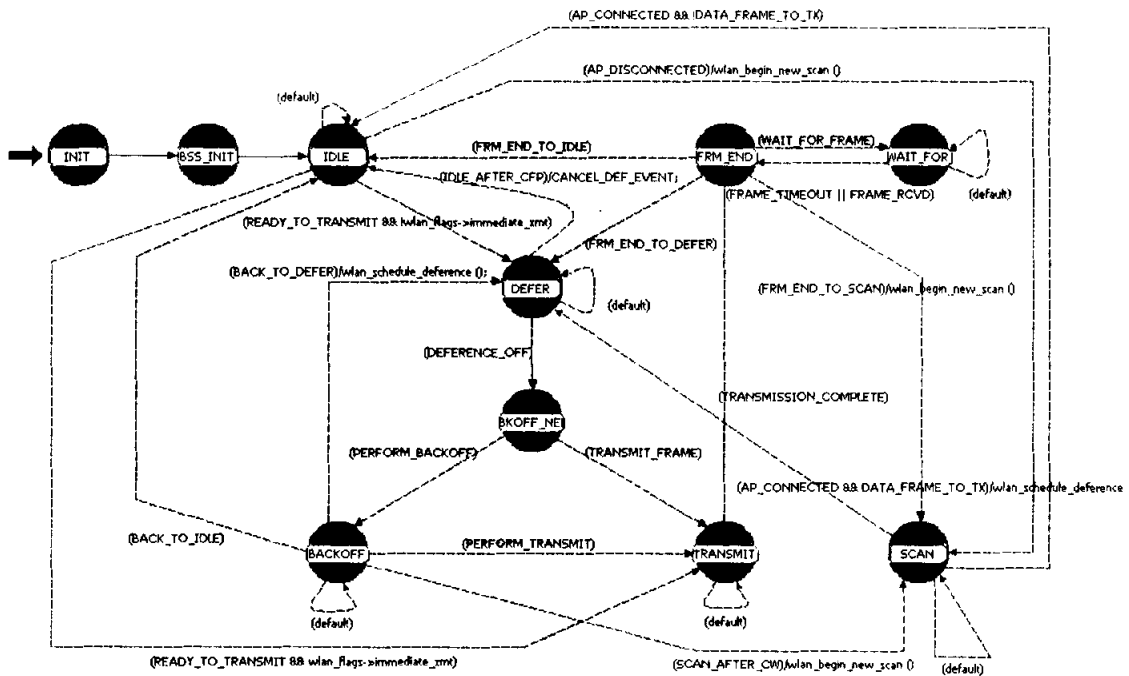 (AP_CONNECTED && !DATA_FRAME_TO_TX)
(AP_DISCONNECTED)/wlan_begin_new_scan ()
(default)
INIT
BSS_INIT
IDLE
(FRM_END_TO_IDLE)
FRM_END
(WAIT_FOR_FRAME)
WAIT_FOR
(IDLE_AFTER_CFP)/CANCEL_DEF_EVENT;
(FRAME_TIMEOUT || FRAME_RCVD)
(default)
(READY_TO_TRANSMIT && !wlan_flags->immediate_xmt)
(FRM_END_TO_DEFER)
(BACK_TO_DEFER)/wlan_schedule_deference ();
DEFER
(default)
(FRM_END_TO_SCAN)/wlan_begin_new_scan ()
(DEFERENCE_OFF)
(TRANSMISSION_COMPLETE)
BKOFF_NE
(PERFORM_BACKOFF)
(TRANSMIT_FRAME)
(AP_CONNECTED && DATA_FRAME_TO_TX)/wlan_schedule_deference
(BACK_TO_IDLE)
BACKOFF
(PERFORM_TRANSMIT)
TRANSMIT
SCAN
(default)
(default)
(READY_TO_TRANSMIT && wlan_flags->immediate_xmt)
(SCAN_AFTER_CW)/wlan_begin_new_scan ()
(default)